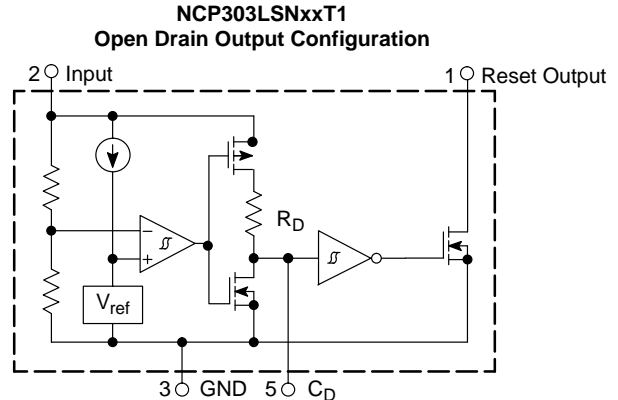 NCP303LSNxxT1
Open Drain Output Configuration
2 Input
1 Reset Output
R_D
−
+
V_ref
3 GND 5 C_D